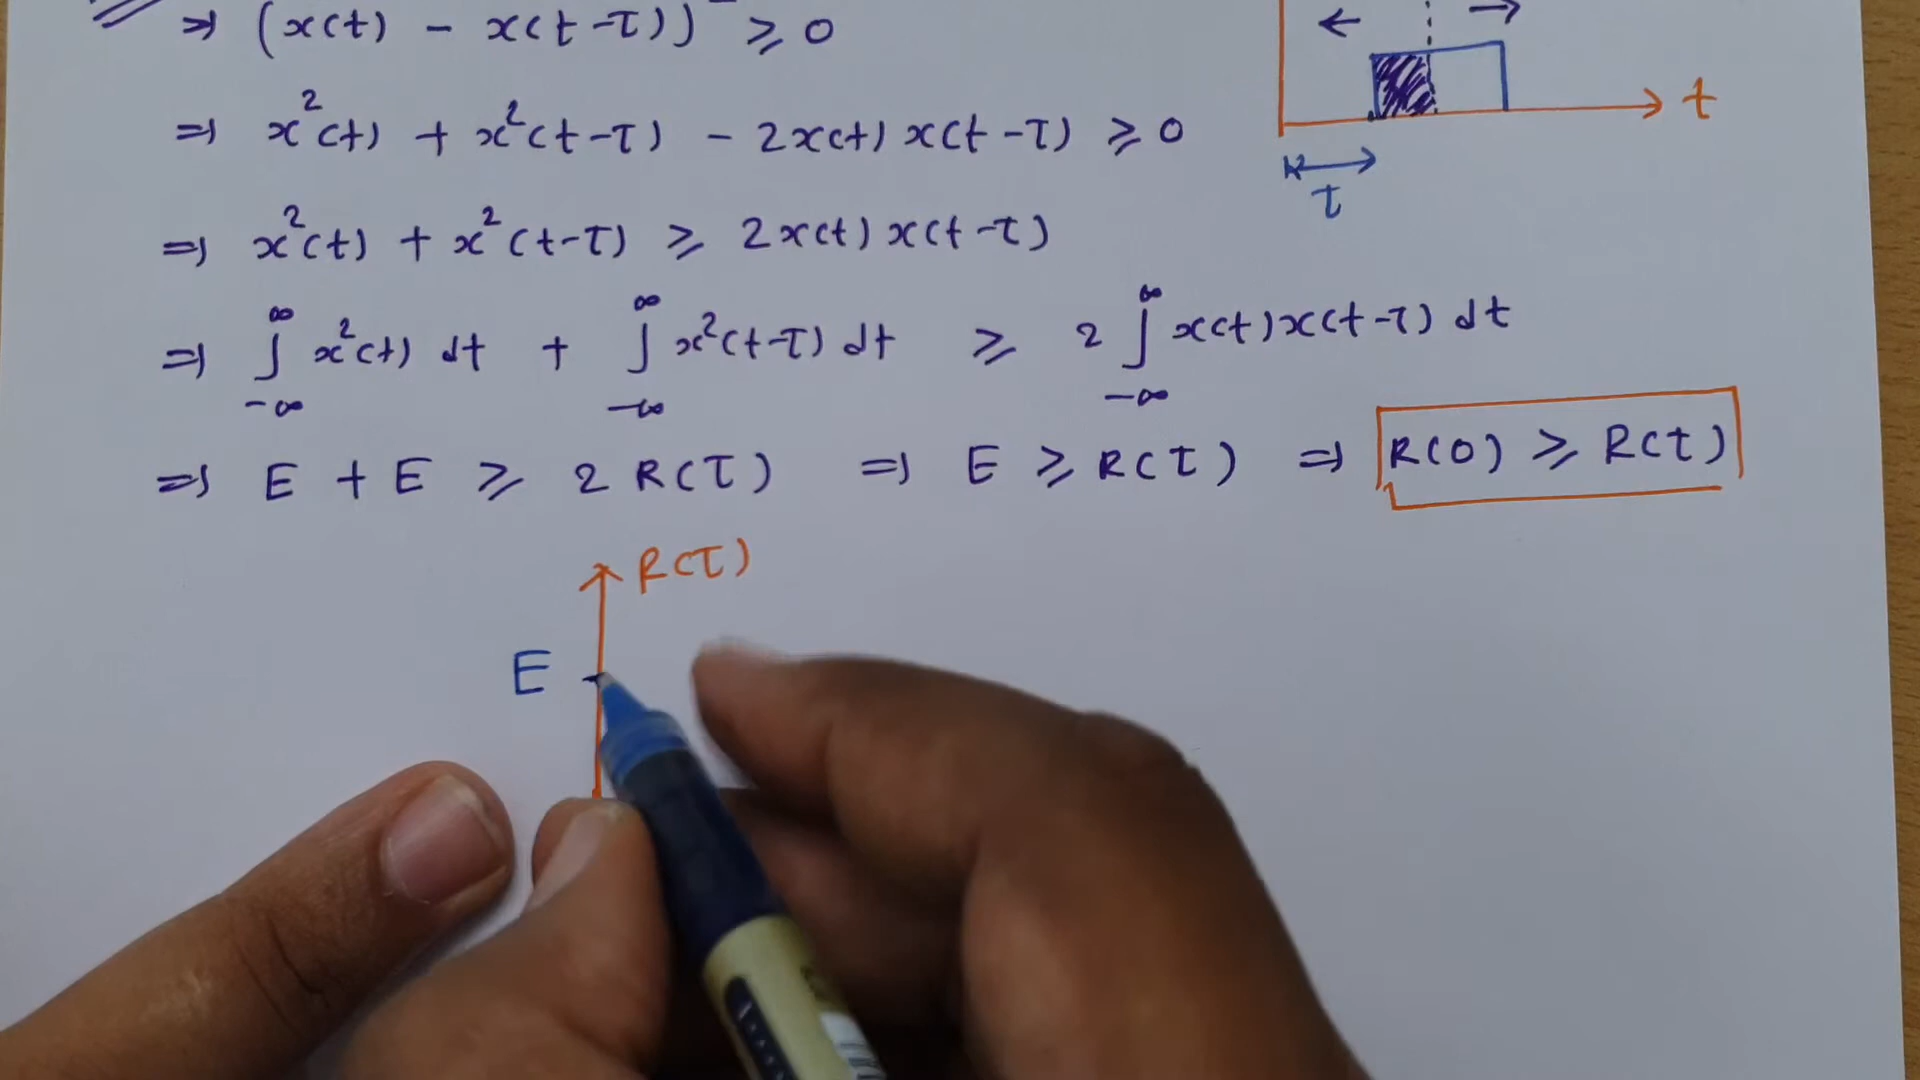 ⇒ (x(t) - x(t-τ))² ≥ 0
⇒ x²(t) + x²(t-τ) - 2x(t) x(t-τ) ≥ 0
t
τ
⇒ x²(t) + x²(t-τ) ≥ 2x(t) x(t-τ)
⇒ ∫_{-∞}^{∞} x²(t) dt + ∫_{-∞}^{∞} x²(t-τ) dt ≥ 2 ∫_{-∞}^{∞} x(t) x(t-τ) dt
⇒ E + E ≥ 2 R(τ) ⇒ E ≥ R(τ) ⇒ R(0) ≥ R(τ)
R(τ)
E